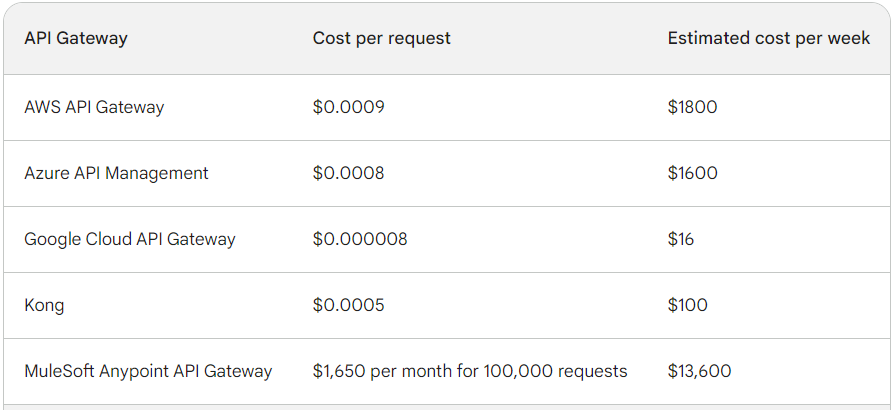 API Gateway Cost per request Estimated cost per week
AWS API Gateway $0.0009 $1800
Azure API Management $0.0008 $1600
Google Cloud API Gateway $0.000008 $16
Kong $0.0005 $100
MuleSoft Anypoint API Gateway $1,650 per month for 100,000 requests $13,600